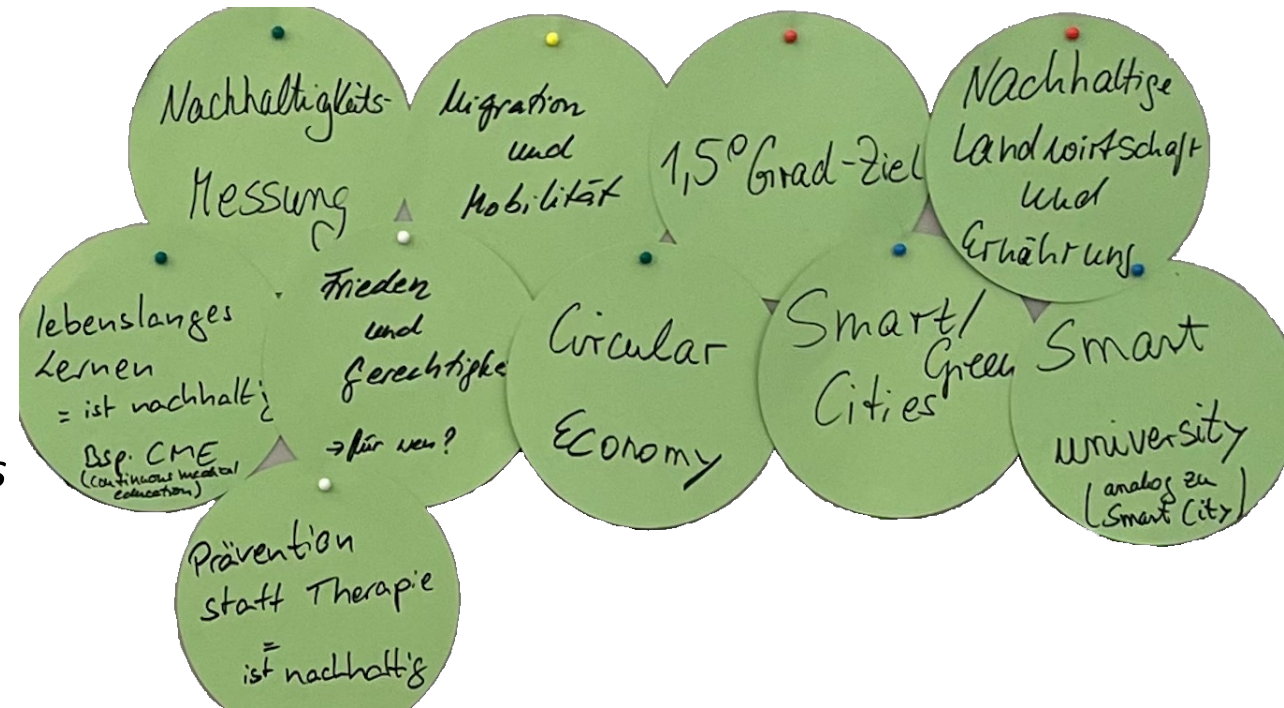 Nachhaltigkeits-
Messung
Migration
und
Mobilität
1,5° Grad-Ziel
Nachhaltige
Landwirtschaft
und
Ernährung
lebenslanges
Lernen
= ist nachhaltig
Bsp. CME
(continuous medical
education)
Frieden
und
Gerechtigke
→ für wen?
Circular
Economy
Smart/
Green
Cities
Smart
university
(analog zu
Smart City)
Prävention
statt Therapie
=
ist nachhaltig
s